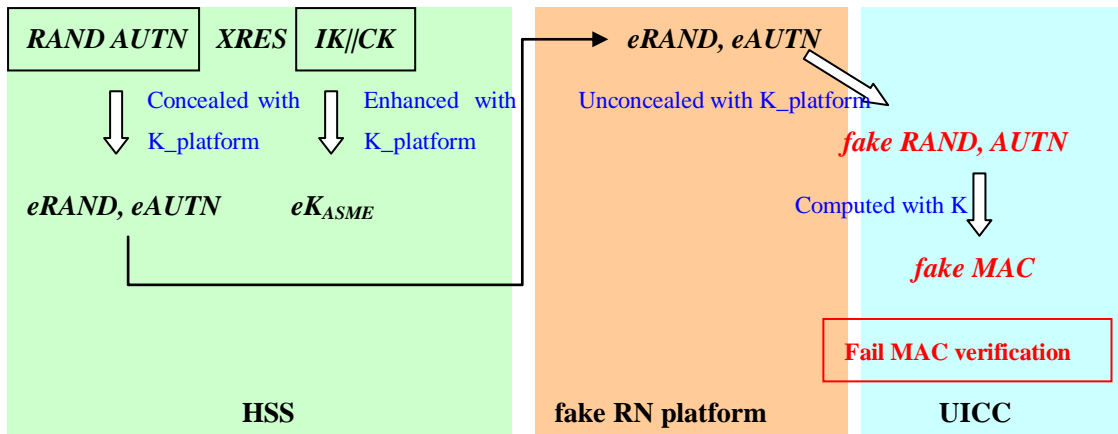 RAND AUTN XRES IK//CK
Concealed with K_platform
Enhanced with K_platform
eRAND, eAUTN eK_ASME
HSS
eRAND, eAUTN
Unconcealed with K_platform
fake RN platform
fake RAND, AUTN
Computed with K
fake MAC
Fail MAC verification
UICC